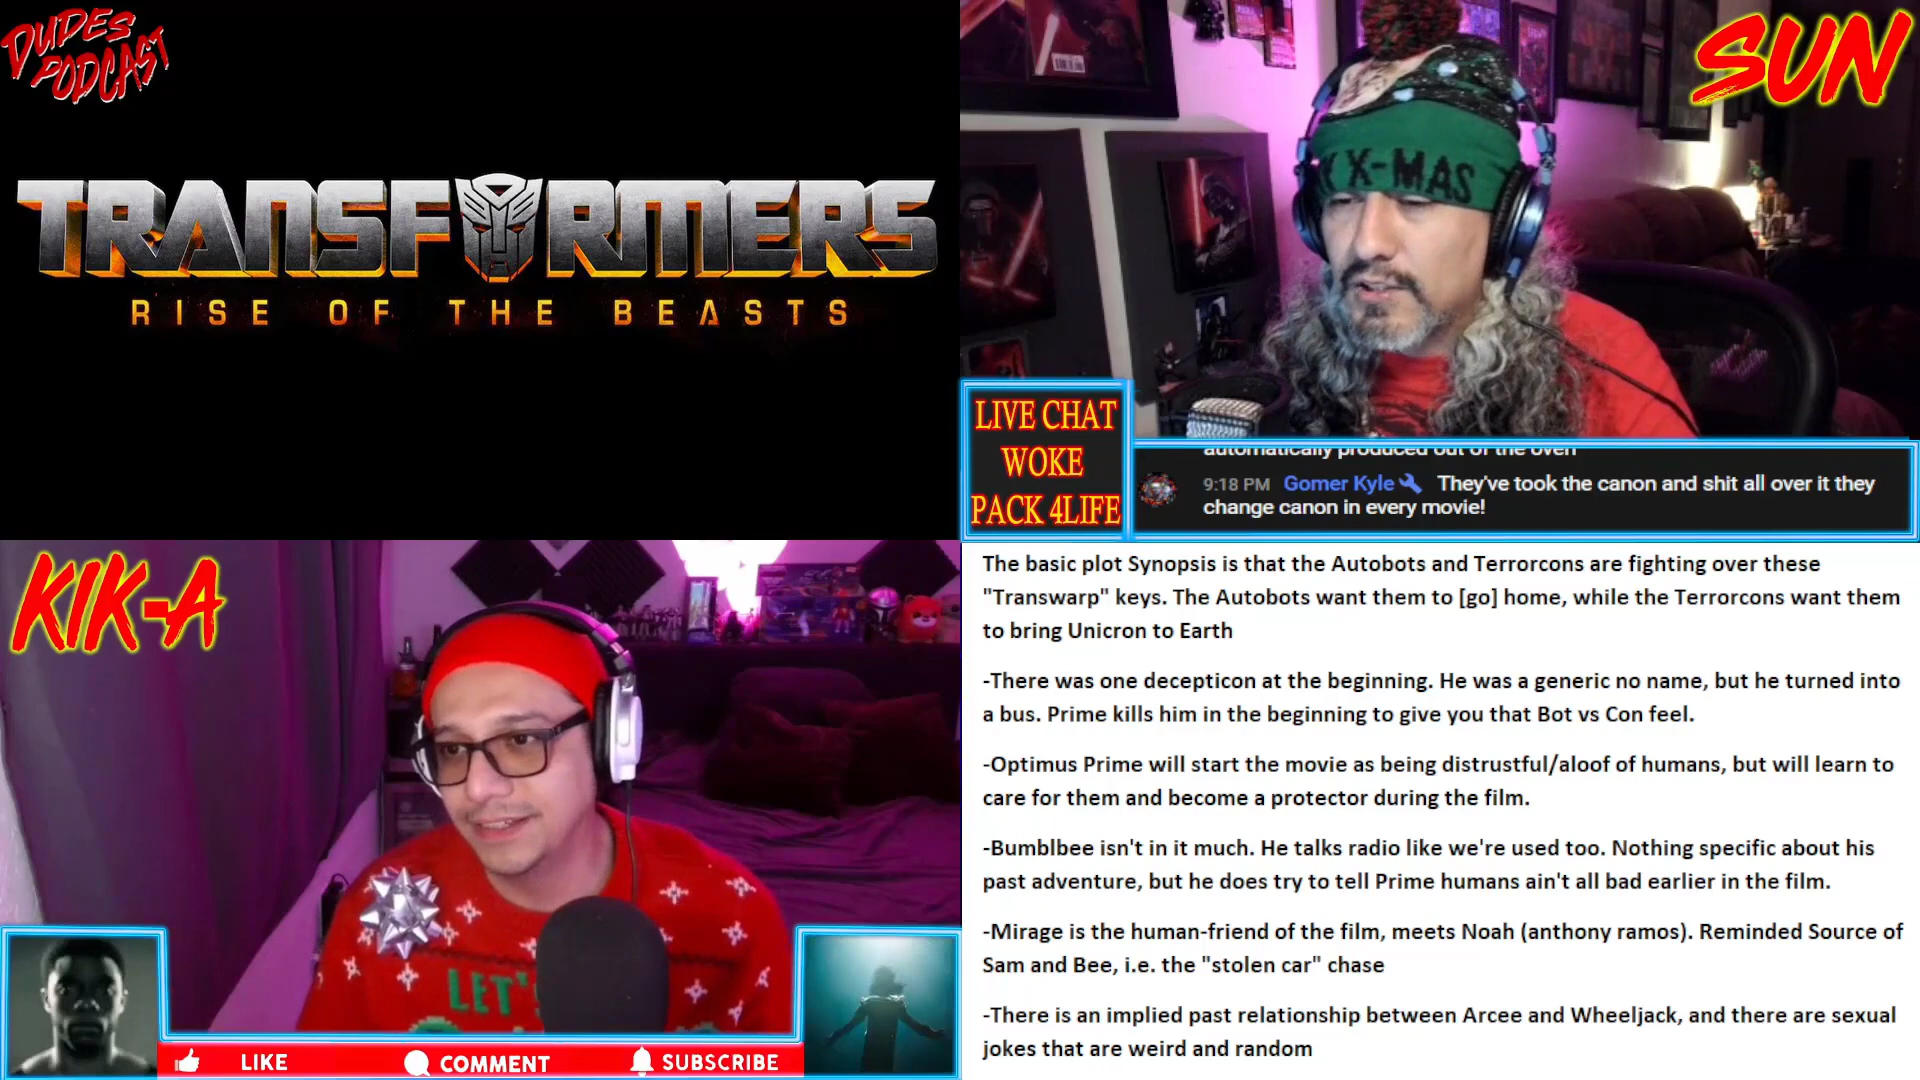 DUDES
PODCAST
TRANSFORMERS
RISE OF THE BEASTS
SUN
X-MAS
LIVE CHAT
WOKE
PACK 4LIFE
automatically produced out of the oven
9:18 PM Gomer Kyle They've took the canon and shit all over it they
change canon in every movie!
KIK-A
LET'S
LIKE
COMMENT
SUBSCRIBE
The basic plot Synopsis is that the Autobots and Terrorcons are fighting over these
"Transwarp" keys. The Autobots want them to [go] home, while the Terrorcons want them
to bring Unicron to Earth
-There was one decepticon at the beginning. He was a generic no name, but he turned into
a bus. Prime kills him in the beginning to give you that Bot vs Con feel.
-Optimus Prime will start the movie as being distrustful/aloof of humans, but will learn to
care for them and become a protector during the film.
-Bumblbee isn't in it much. He talks radio like we're used too. Nothing specific about his
past adventure, but he does try to tell Prime humans ain't all bad earlier in the film.
-Mirage is the human-friend of the film, meets Noah (anthony ramos). Reminded Source of
Sam and Bee, i.e. the "stolen car" chase
-There is an implied past relationship between Arcee and Wheeljack, and there are sexual
jokes that are weird and random